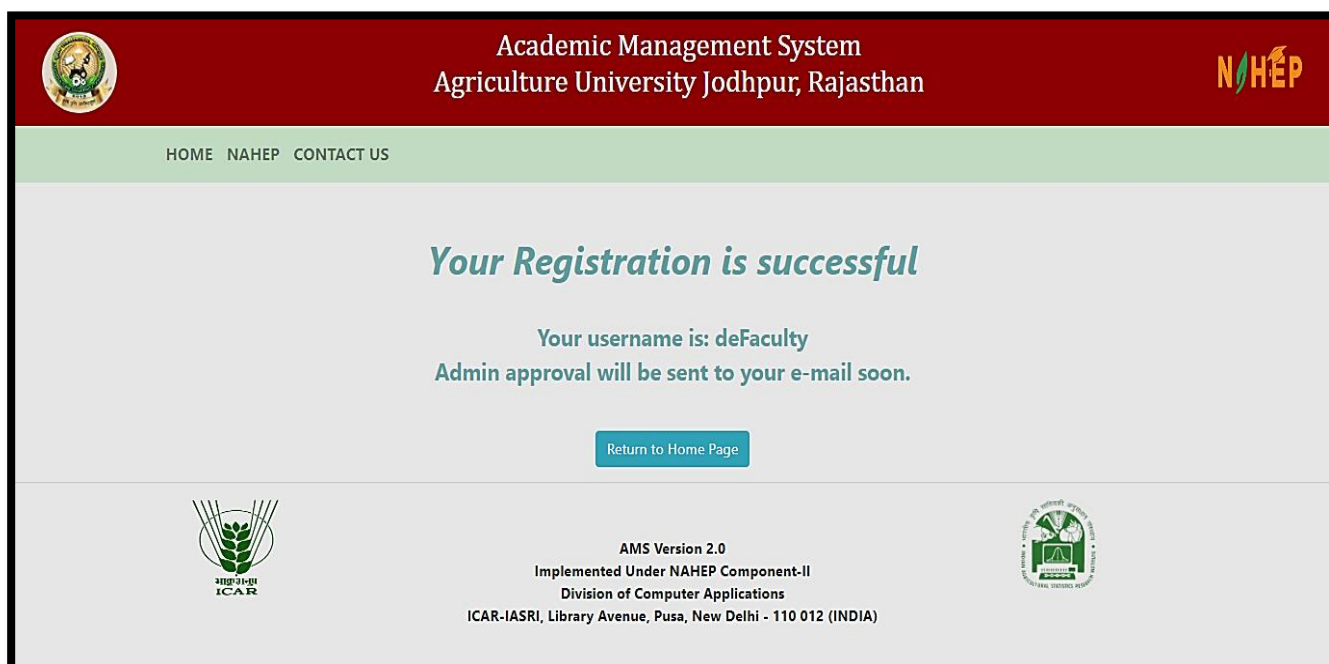 Academic Management System
Agriculture University Jodhpur, Rajasthan
NAHEP
HOME NAHEP CONTACT US
Your Registration is successful
Your username is: deFaculty
Admin approval will be sent to your e-mail soon.
Return to Home Page
भाकृअनुप
ICAR
AMS Version 2.0
Implemented Under NAHEP Component-II
Division of Computer Applications
ICAR-IASRI, Library Avenue, Pusa, New Delhi - 110 012 (INDIA)